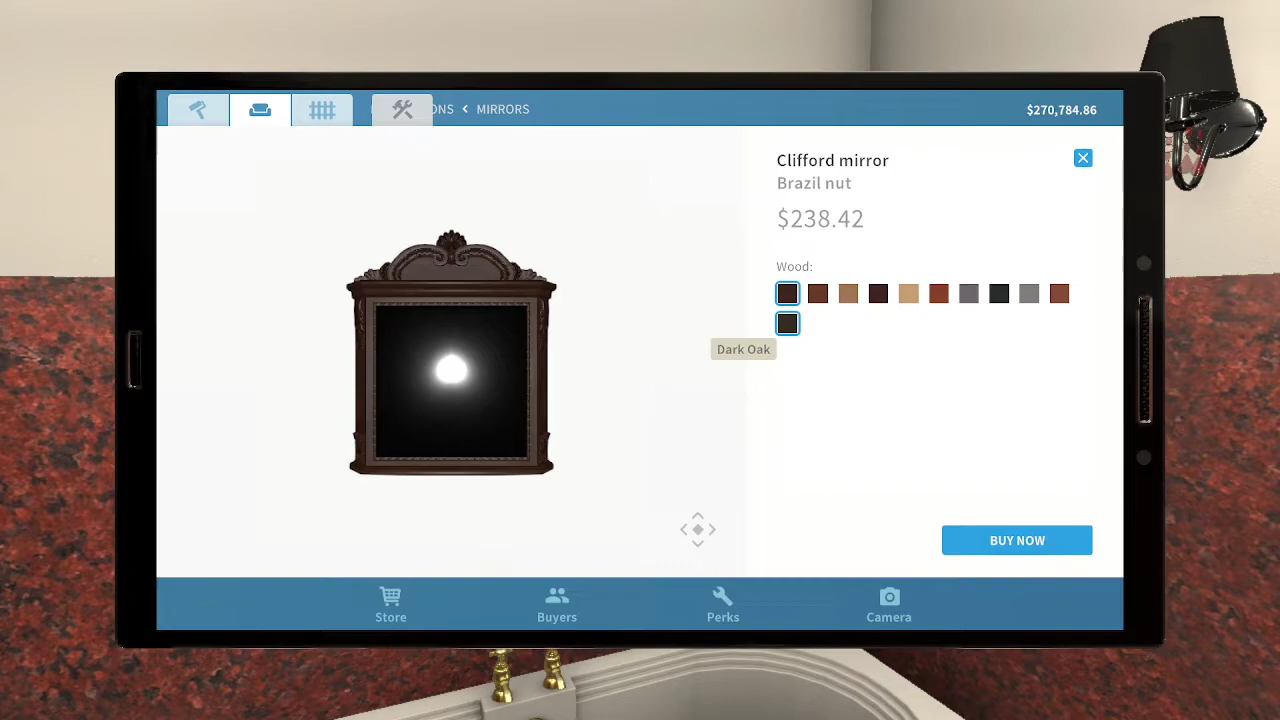 ONS < MIRRORS
$270,784.86
Clifford mirror
Brazil nut
$238.42
Wood:
Dark Oak
BUY NOW
Store
Buyers
Perks
Camera